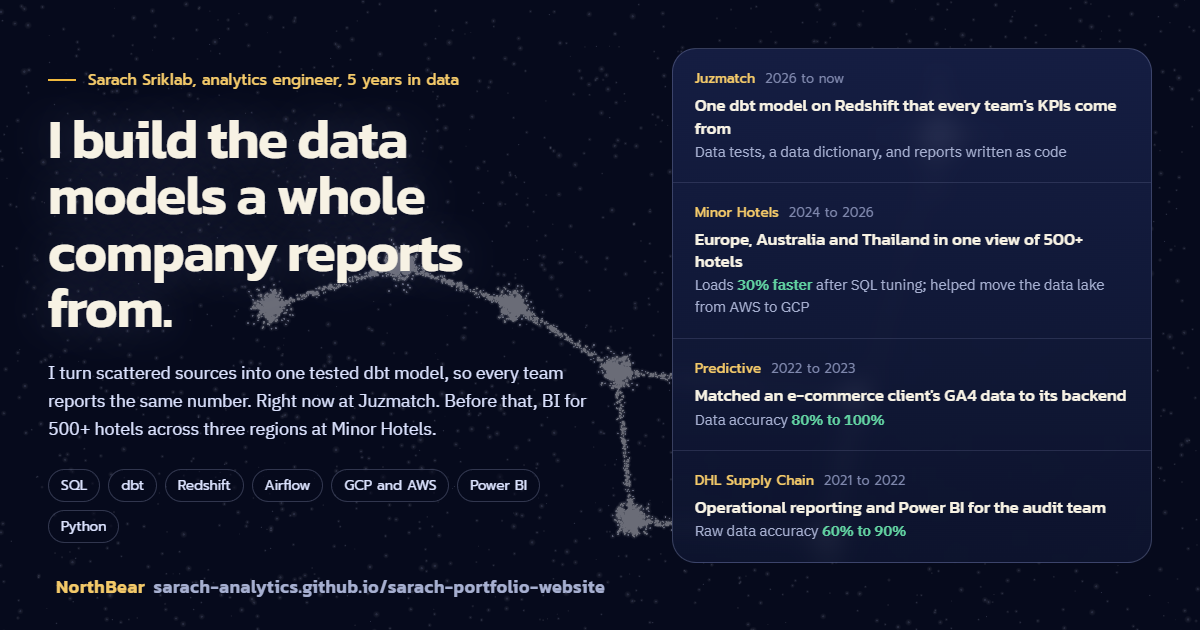 Sarach Sriklab, analytics engineer, 5 years in data
I build the data
models a whole
company reports
from.
I turn scattered sources into one tested dbt model, so every team
reports the same number. Right now at Juzmatch. Before that, BI for
500+ hotels across three regions at Minor Hotels.
SQL
dbt
Redshift
Airflow
GCP and AWS
Power BI
Python
NorthBear sarach-analytics.github.io/sarach-portfolio-website
Juzmatch 2026 to now
One dbt model on Redshift that every team's KPIs come
from
Data tests, a data dictionary, and reports written as code
Minor Hotels 2024 to 2026
Europe, Australia and Thailand in one view of 500+
hotels
Loads 30% faster after SQL tuning; helped move the data lake
from AWS to GCP
Predictive 2022 to 2023
Matched an e-commerce client's GA4 data to its backend
Data accuracy 80% to 100%
DHL Supply Chain 2021 to 2022
Operational reporting and Power BI for the audit team
Raw data accuracy 60% to 90%